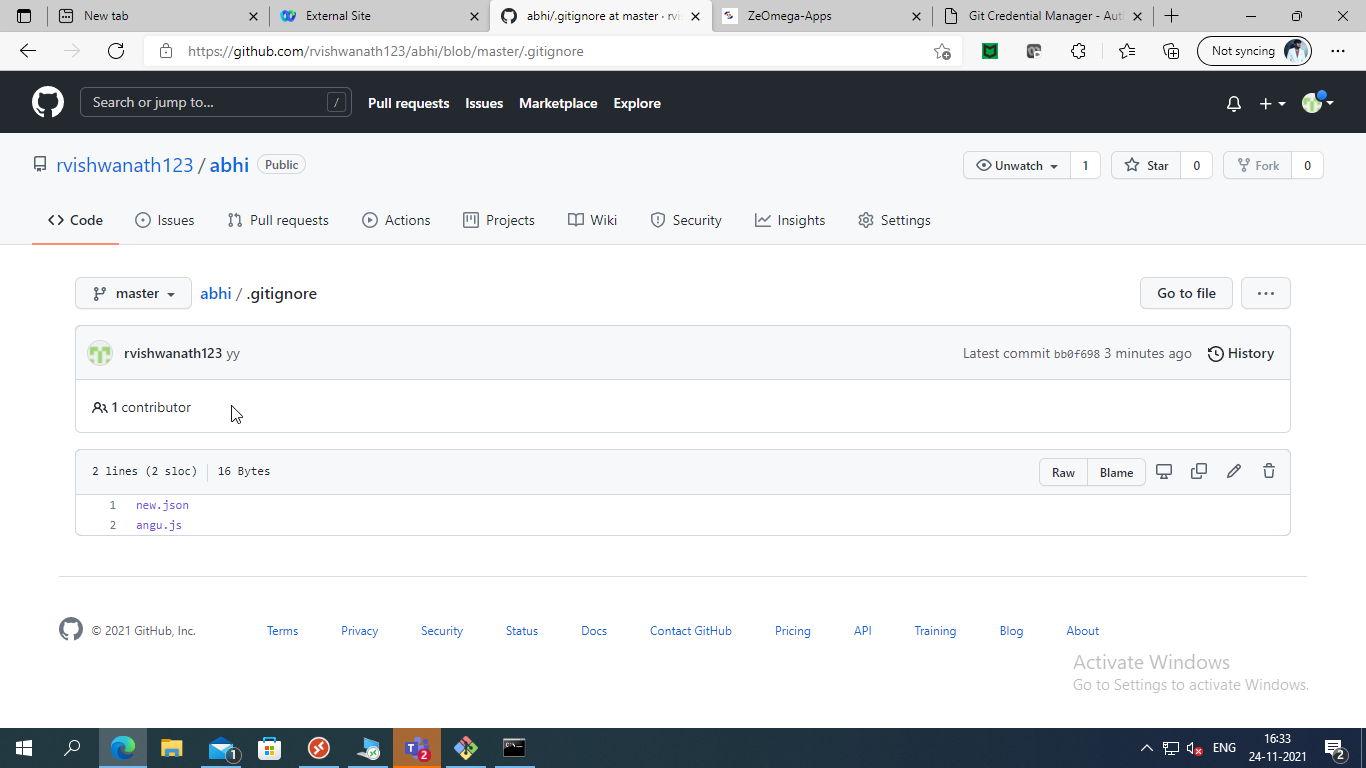 New tab
External Site
abhi/.gitignore at master · rvi
ZeOmega-Apps
Git Credential Manager - Auth
https://github.com/rvishwanath123/abhi/blob/master/.gitignore
Not syncing
Search or jump to...
/
Pull requests
Issues
Marketplace
Explore
rvishwanath123 / abhi
Public
Unwatch 1
Star 0
Fork 0
Code
Issues
Pull requests
Actions
Projects
Wiki
Security
Insights
Settings
master
abhi / .gitignore
Go to file
rvishwanath123 yy
Latest commit bb0f698 3 minutes ago
History
1 contributor
2 lines (2 sloc) 16 Bytes
Raw
Blame
1 new.json
2 angu.js
© 2021 GitHub, Inc.
Terms
Privacy
Security
Status
Docs
Contact GitHub
Pricing
API
Training
Blog
About
Activate Windows
Go to Settings to activate Windows.
1
2
ENG
16:33
24-11-2021
2